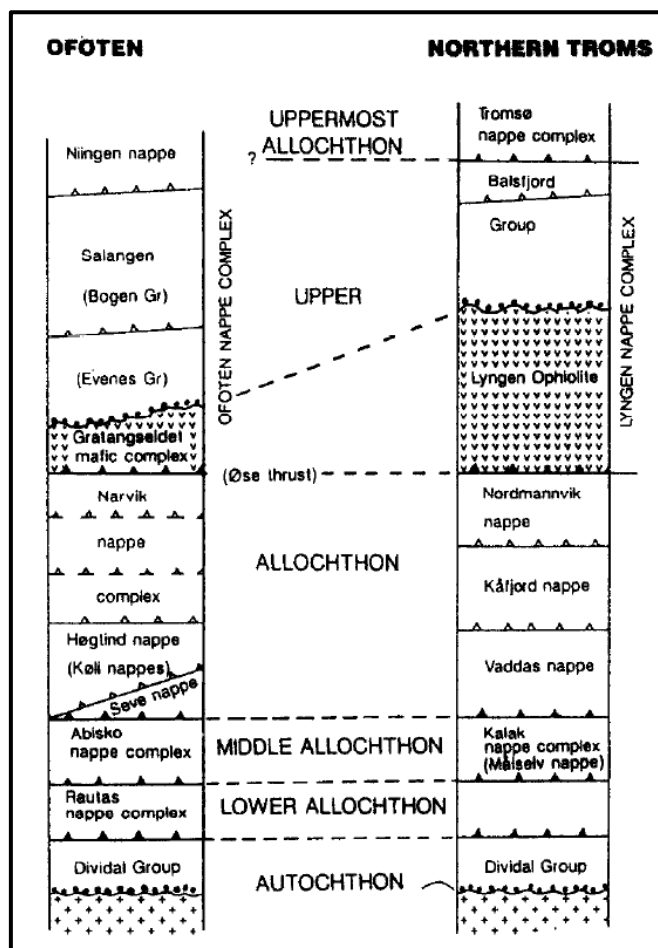 OFOTEN
NORTHERN TROMS
Niingen nappe
Salangen
(Bogen Gr)
(Evenes Gr)
Gratangseidet
mafic complex
Narvik
nappe
complex
Høglind nappe
(Køli nappes)
Seve nappe
Abisko
nappe complex
Rautas
nappe complex
Dividal Group
OFOTEN NAPPE COMPLEX
UPPERMOST
ALLOCHTHON
?
UPPER
(Øse thrust)
ALLOCHTHON
MIDDLE ALLOCHTHON
LOWER ALLOCHTHON
AUTOCHTHON
Tromsø
nappe complex
Balsfjord
Group
Lyngen Ophiolite
Nordmannvik
nappe
Kåfjord nappe
Vaddas nappe
Kalak
nappe complex
(Målselv nappe)
Dividal Group
LYNGEN NAPPE COMPLEX